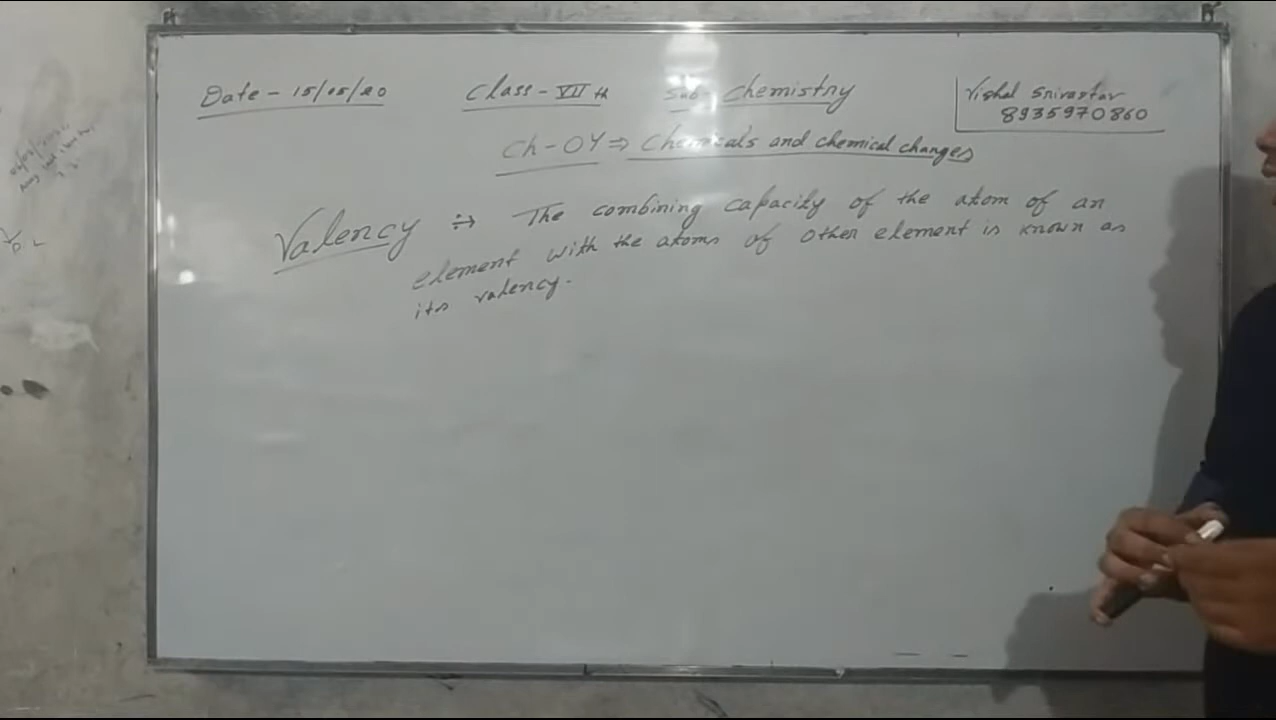 Date - 15/05/20 Class - VII th Sub - Chemistry
Vishal Srivastav
8935970860
Ch-04 ⇒ Chemicals and chemical changes
Valency ⇒ The combining capacity of the atom of an
element with the atoms of other element is known as
its valency.